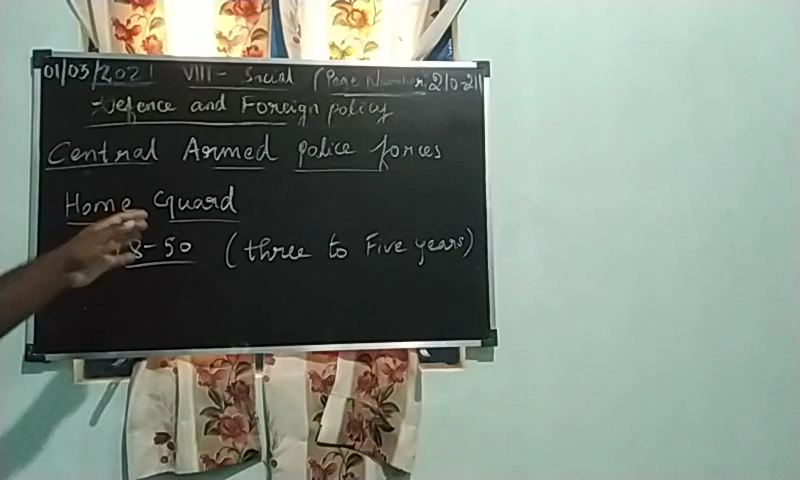 01/03/2021 VIII - Social (Page Number: 210-211
Defence and Foreign policy
Central Armed police forces
Home Guard
18-50 (three to Five years)